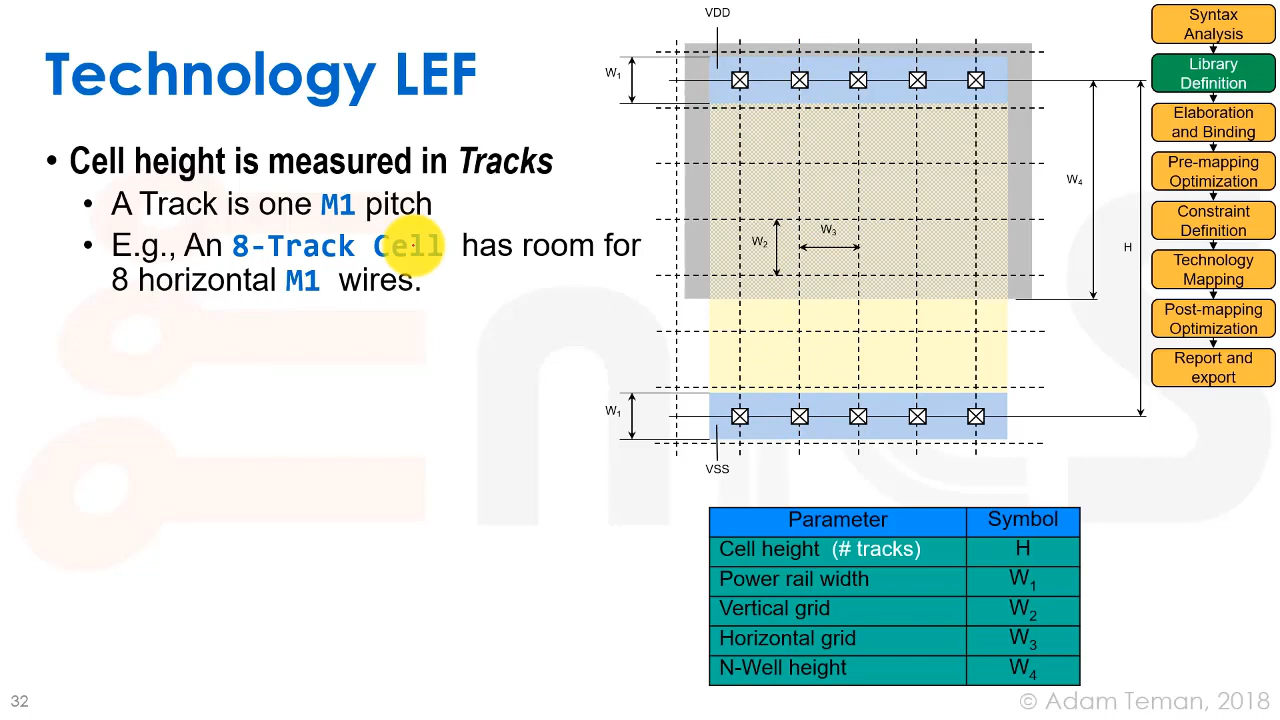 Technology LEF
• Cell height is measured in Tracks
• A Track is one M1 pitch
• E.g., An 8-Track Cell has room for
8 horizontal M1 wires.
VDD
W1
W4
H
W2
W3
W1
VSS
Parameter Symbol
Cell height (# tracks) H
Power rail width W1
Vertical grid W2
Horizontal grid W3
N-Well height W4
Syntax
Analysis
Library
Definition
Elaboration
and Binding
Pre-mapping
Optimization
Constraint
Definition
Technology
Mapping
Post-mapping
Optimization
Report and
export
32
© Adam Teman, 2018